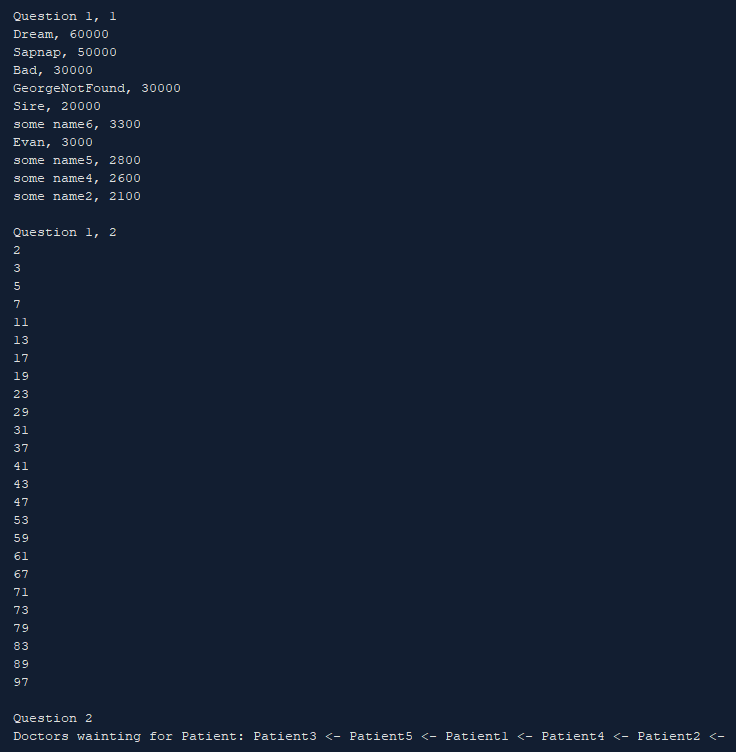 Question 1, 1
Dream, 60000
Sapnap, 50000
Bad, 30000
GeorgeNotFound, 30000
Sire, 20000
some name6, 3300
Evan, 3000
some name5, 2800
some name4, 2600
some name2, 2100
Question 1, 2
2
3
5
7
11
13
17
19
23
29
31
37
41
43
47
53
59
61
67
71
73
79
83
89
97
Question 2
Doctors wainting for Patient: Patient3 <- Patient5 <- Patient1 <- Patient4 <- Patient2 <-